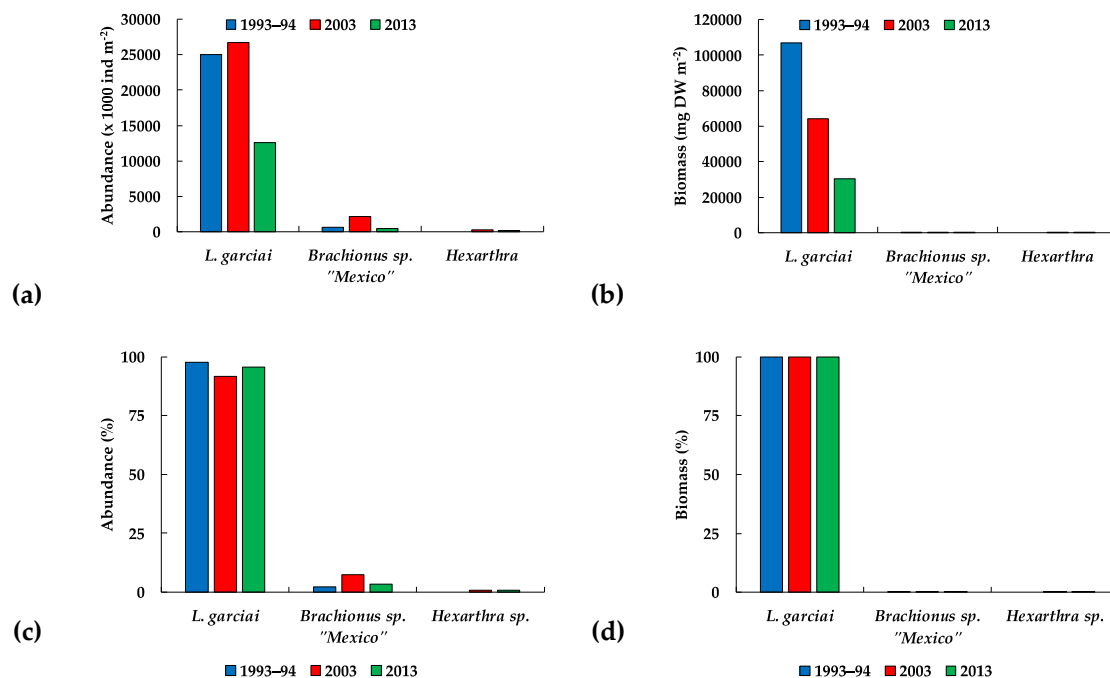 1993–94 2003 2013
30000
25000
20000
15000
10000
5000
0
Abundance (x 1000 ind m-2)
L. garciai Brachionus sp. Hexarthra
"Mexico"
(a)
1993–94 2003 2013
120000
100000
80000
60000
40000
20000
0
Biomass (mg DW m-2)
L. garciai Brachionus sp. Hexarthra
"Mexico"
(b)
100
75
50
25
0
Abundance (%)
L. garciai Brachionus sp. Hexarthra sp.
"Mexico"
(c)
1993–94 2003 2013
100
75
50
25
0
Biomass (%)
L. garciai Brachionus sp. Hexarthra sp.
"Mexico"
(d)
1993–94 2003 2013